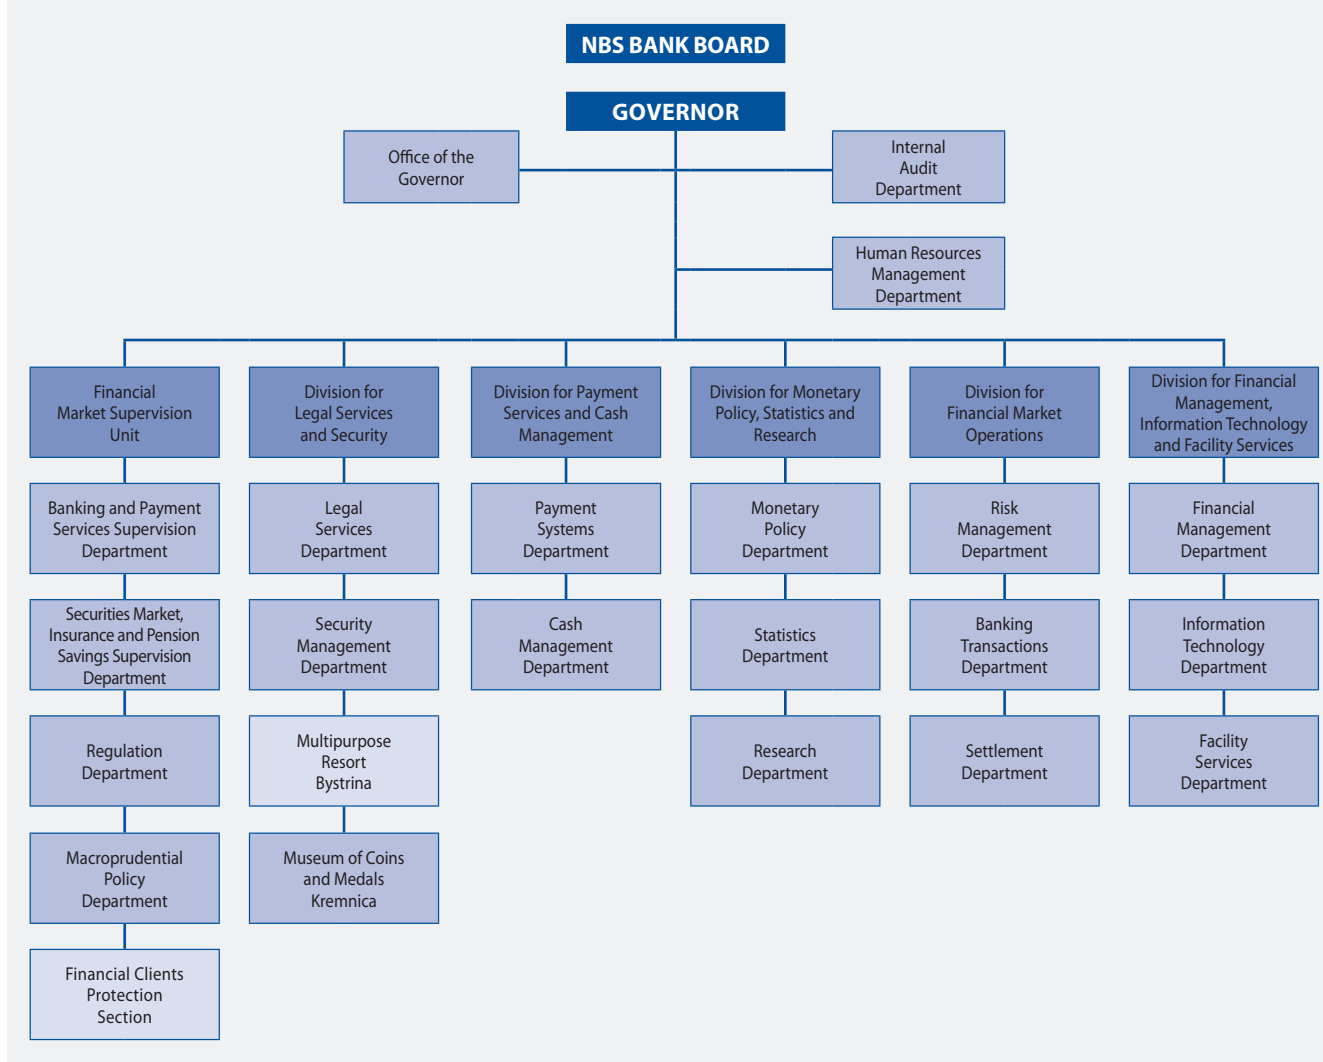 NBS BANK BOARD
GOVERNOR
Office of the
Governor
Internal
Audit
Department
Human Resources
Management
Department
Financial
Market Supervision
Unit
Division for
Legal Services
and Security
Division for Payment
Services and Cash
Management
Division for Monetary
Policy, Statistics and
Research
Division for
Financial Market
Operations
Division for Financial
Management,
Information Technology
and Facility Services
Banking and Payment
Services Supervision
Department
Legal
Services
Department
Payment
Systems
Department
Monetary
Policy
Department
Risk
Management
Department
Financial
Management
Department
Securities Market,
Insurance and Pension
Savings Supervision
Department
Security
Management
Department
Cash
Management
Department
Statistics
Department
Banking
Transactions
Department
Information
Technology
Department
Regulation
Department
Multipurpose
Resort
Bystrina
Research
Department
Settlement
Department
Facility
Services
Department
Macroprudential
Policy
Department
Museum of Coins
and Medals
Kremnica
Financial Clients
Protection
Section